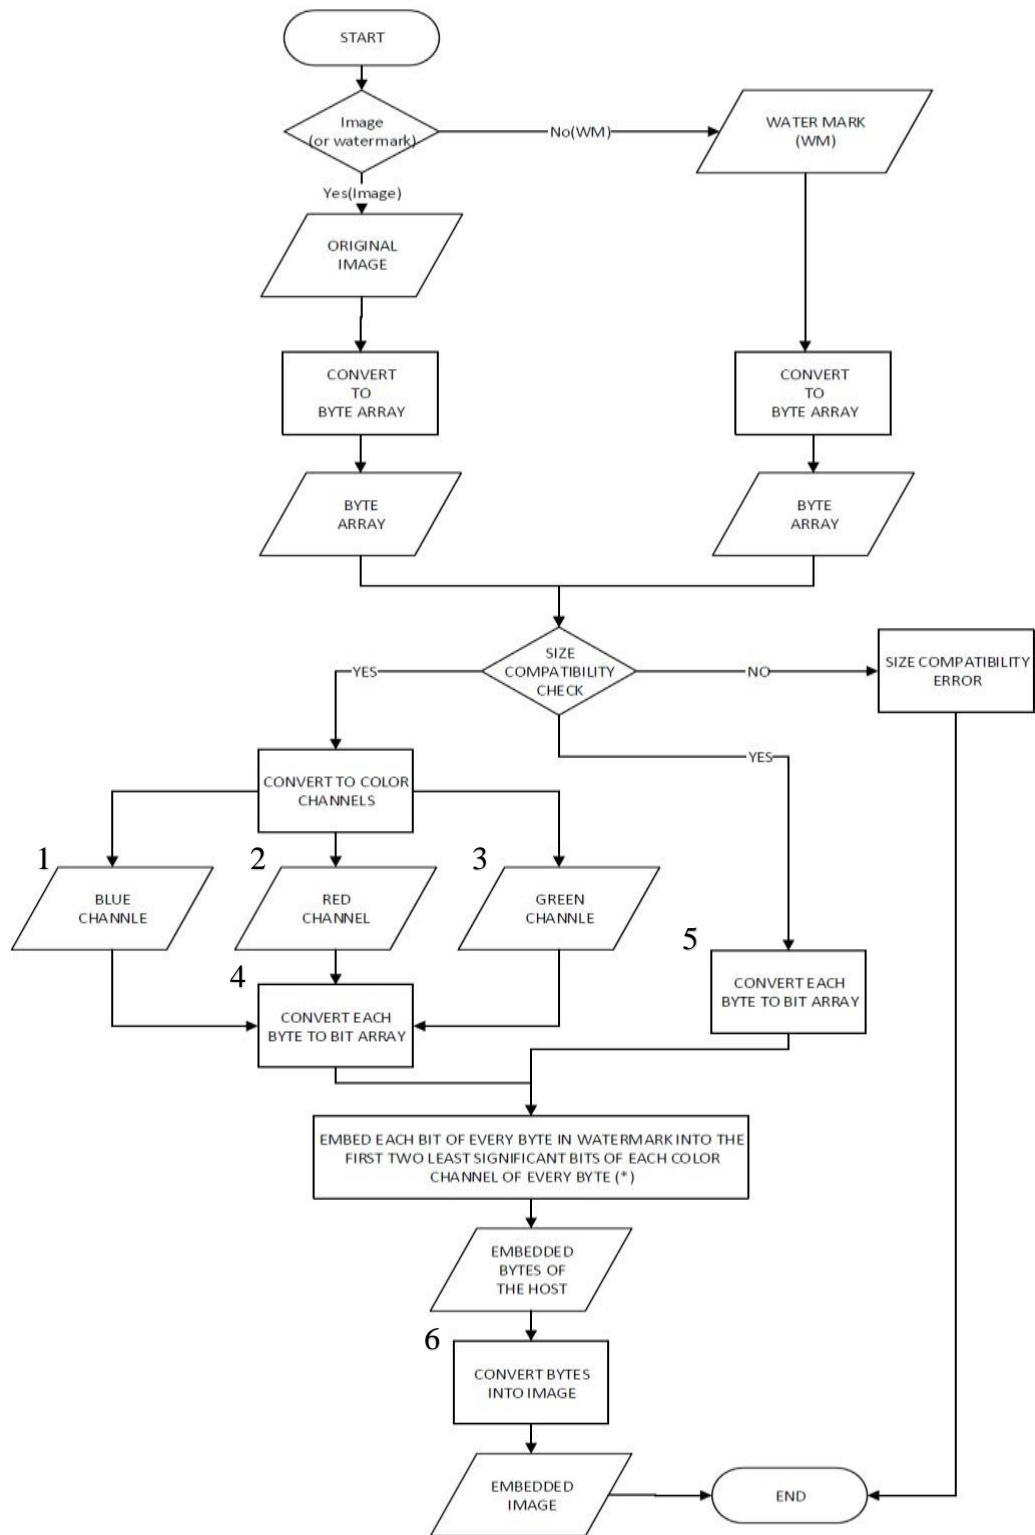 START
Image
(or watermark)
No(WM)
WATER MARK
(WM)
Yes(Image)
ORIGINAL
IMAGE
CONVERT
TO
BYTE ARRAY
CONVERT
TO
BYTE ARRAY
BYTE
ARRAY
BYTE
ARRAY
SIZE
COMPATIBILITY
CHECK
YES
NO
SIZE COMPATIBILITY
ERROR
YES
CONVERT TO COLOR
CHANNELS
1
BLUE
CHANNLE
2
RED
CHANNEL
3
GREEN
CHANNLE
4
CONVERT EACH
BYTE TO BIT ARRAY
5
CONVERT EACH
BYTE TO BIT ARRAY
EMBED EACH BIT OF EVERY BYTE IN WATERMARK INTO THE
FIRST TWO LEAST SIGNIFICANT BITS OF EACH COLOR
CHANNEL OF EVERY BYTE (*)
EMBEDDED
BYTES OF
THE HOST
6
CONVERT BYTES
INTO IMAGE
EMBEDDED
IMAGE
END